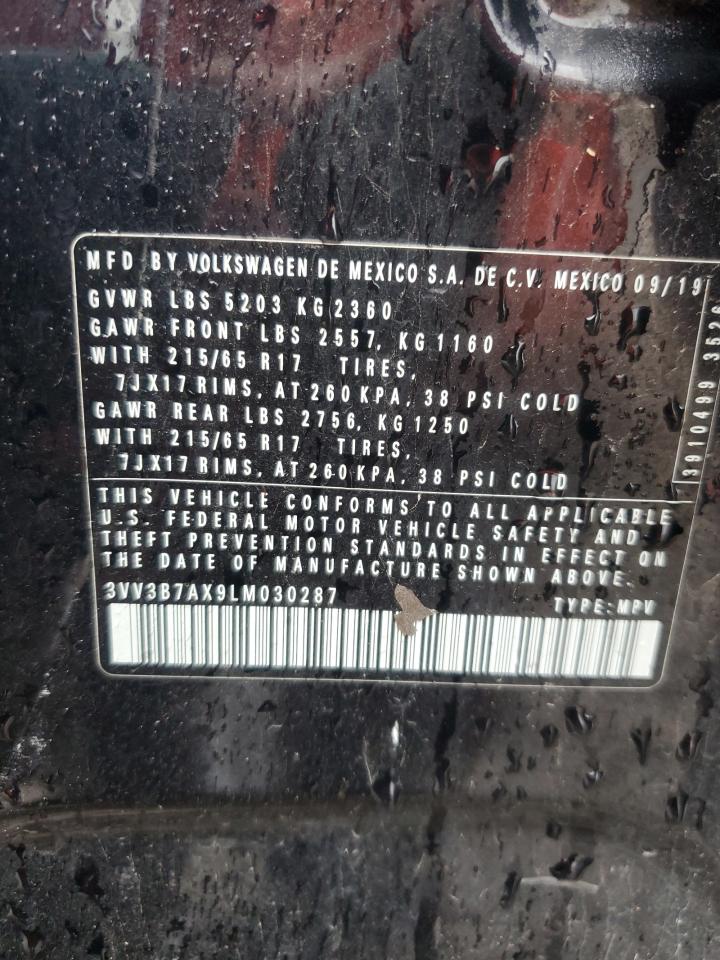 MFD BY VOLKSWAGEN DE MEXICO S.A. DE C.V. MEXICO 09/19
GVWR LBS 5203 KG 2360
GAWR FRONT LBS 2557, KG 1160
WITH 215/65 R17 TIRES,
7JX17 RIMS, AT 260 KPA, 38 PSI COLD
GAWR REAR LBS 2756, KG 1250
WITH 215/65 R17 TIRES,
7JX17 RIMS, AT 260 KPA, 38 PSI COLD
THIS VEHICLE CONFORMS TO ALL APPLICABLE
U.S. FEDERAL MOTOR VEHICLE SAFETY AND
THEFT PREVENTION STANDARDS IN EFFECT ON
THE DATE OF MANUFACTURE SHOWN ABOVE.
3VV3B7AX9LM030287 TYPE: MPV
3910499